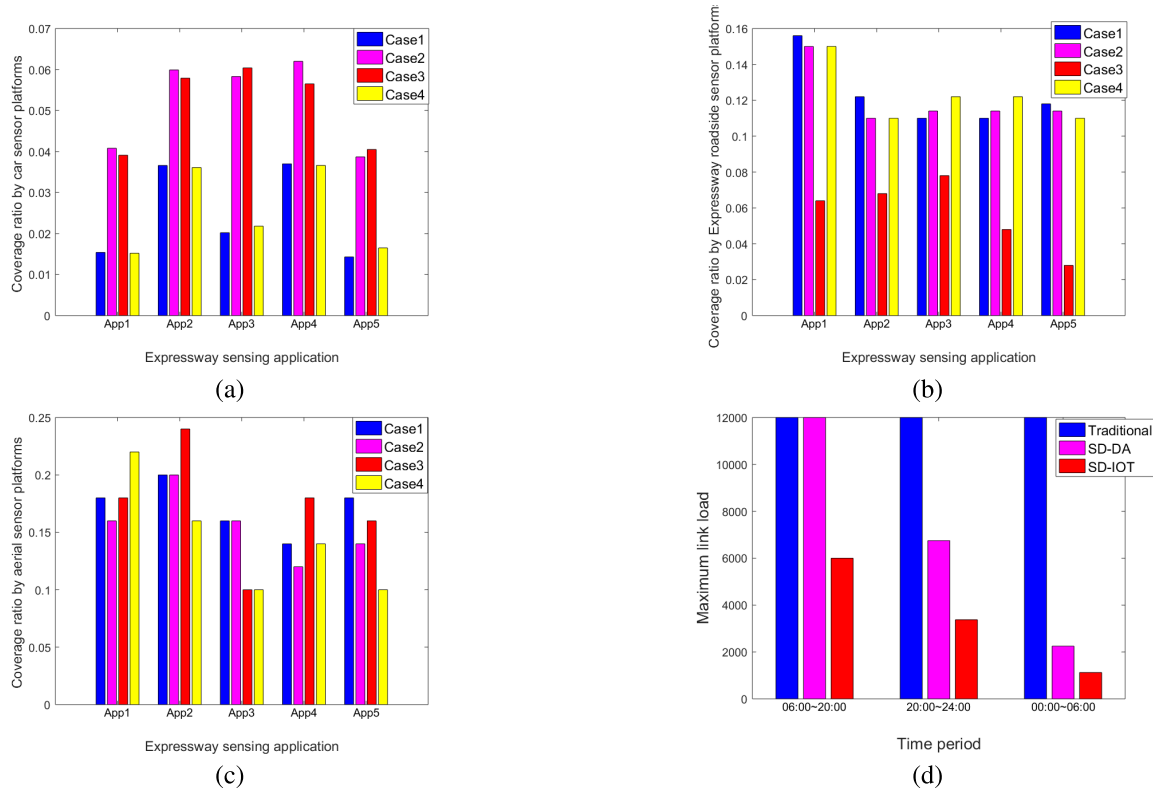 0.07
0.06
0.05
0.04
0.03
0.02
0.01
0
Coverage ratio by car sensor platforms
Case1
Case2
Case3
Case4
App1 App2 App3 App4 App5
Expressway sensing application
(a)
0.16
0.14
0.12
0.1
0.08
0.06
0.04
0.02
0
Coverage ratio by Expressway roadside sensor platforms
Case1
Case2
Case3
Case4
App1 App2 App3 App4 App5
Expressway sensing application
(b)
0.25
0.2
0.15
0.1
0.05
0
Coverage ratio by aerial sensor platforms
Case1
Case2
Case3
Case4
App1 App2 App3 App4 App5
Expressway sensing application
(c)
12000
10000
8000
6000
4000
2000
0
Maximum link load
Traditional
SD-DA
SD-IOT
06:00~20:00 20:00~24:00 00:00~06:00
Time period
(d)